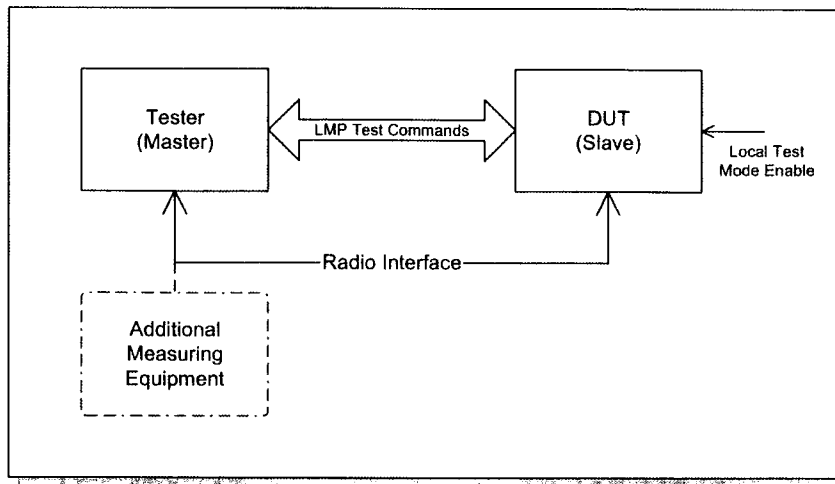 Tester
(Master)
LMP Test Commands
DUT
(Slave)
Local Test
Mode Enable
Radio Interface
Additional
Measuring
Equipment